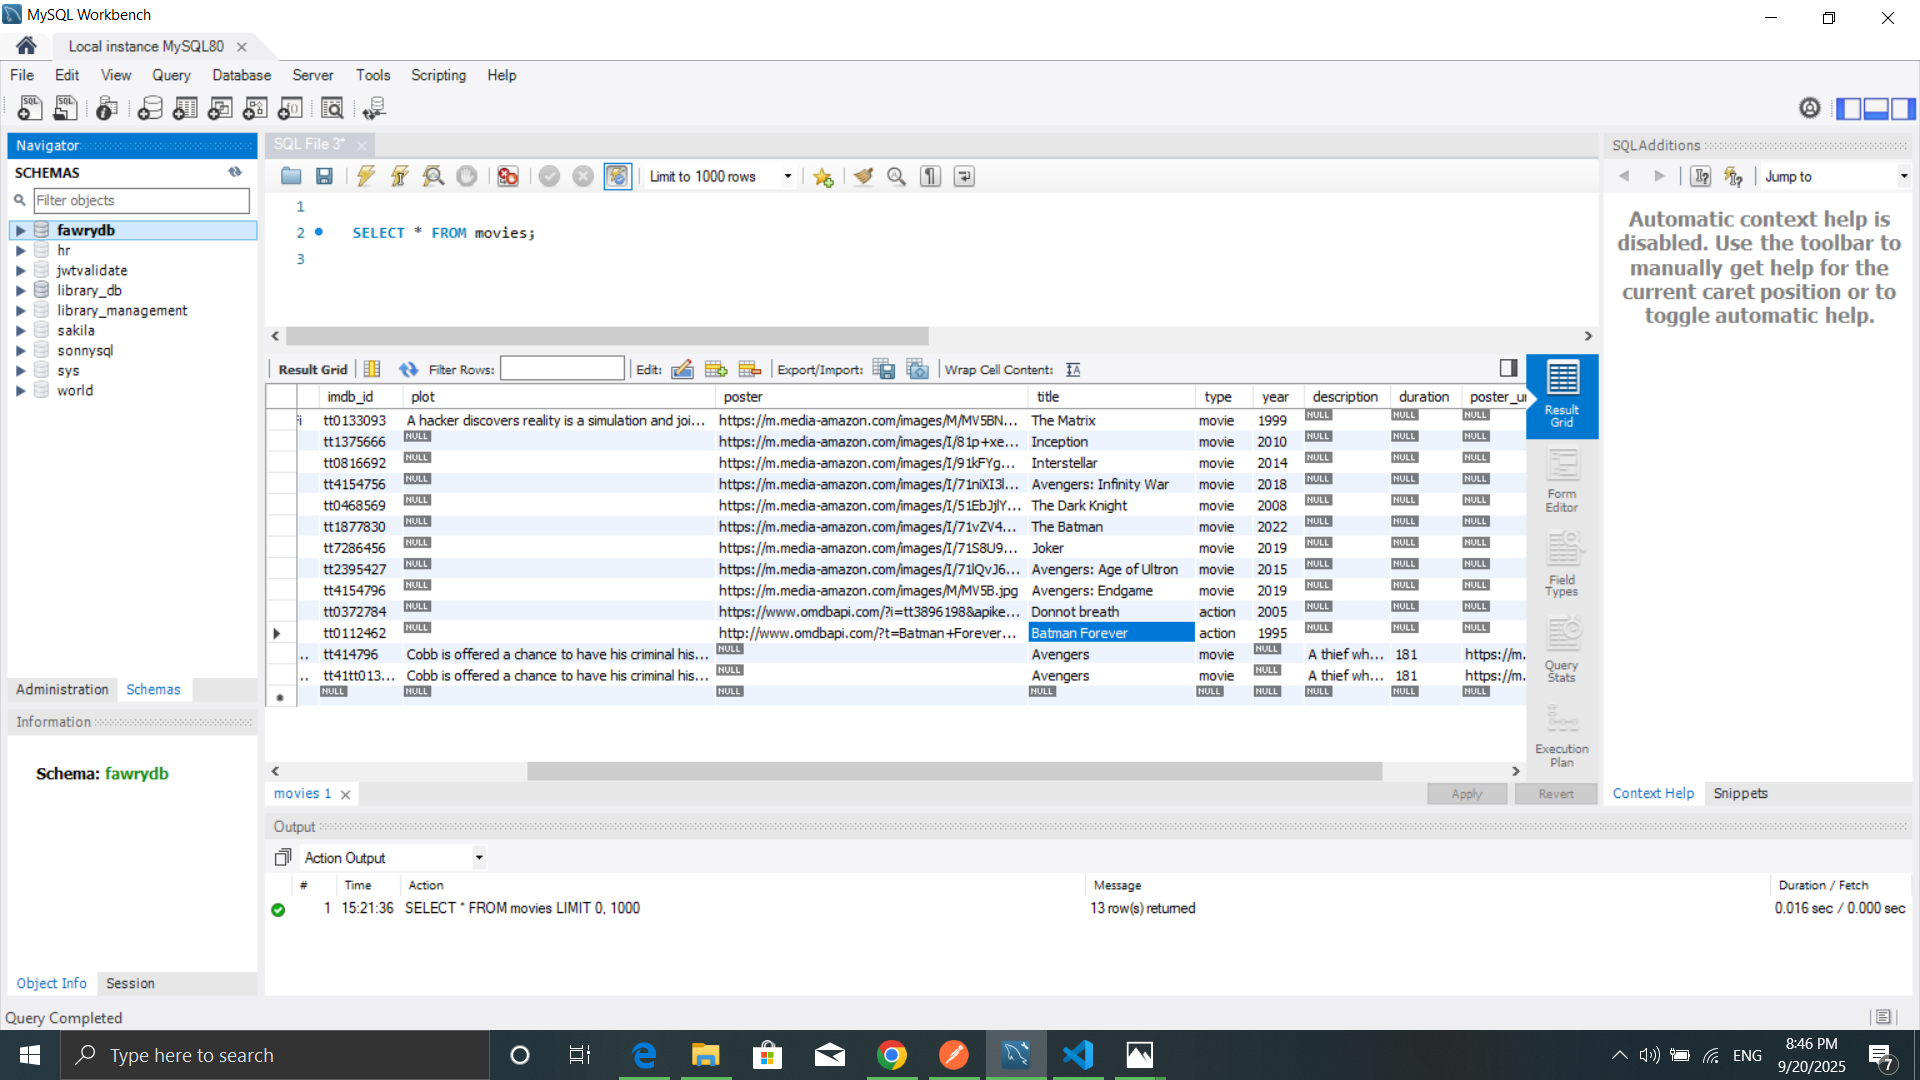 MySQL Workbench
Local instance MySQL80
File Edit View Query Database Server Tools Scripting Help
Navigator
SCHEMAS
Filter objects
fawrydb
hr
jwtvalidate
library_db
library_management
sakila
sonnysql
sys
world
Administration Schemas
Information
Schema: fawrydb
Object Info Session
SQL File 3*
Limit to 1000 rows
1
2 SELECT * FROM movies;
3
Result Grid Filter Rows: Edit: Export/Import: Wrap Cell Content:
imdb_id plot poster title type year description duration
tt0133093 A hacker discovers reality is a simulation and joi... https://m.media-amazon.com/images/M/MV5BN... The Matrix movie 1999 NULL NULL NULL
tt1375666 NULL https://m.media-amazon.com/images/I/81p+xe... Inception movie 2010 NULL NULL NULL
tt0816692 NULL https://m.media-amazon.com/images/I/91kFYg... Interstellar movie 2014 NULL NULL NULL
tt4154756 NULL https://m.media-amazon.com/images/I/71niXI3l... Avengers: Infinity War movie 2018 NULL NULL NULL
tt0468569 NULL https://m.media-amazon.com/images/I/51EbJjlY... The Dark Knight movie 2008 NULL NULL NULL
tt1877830 NULL https://m.media-amazon.com/images/I/71vZV4... The Batman movie 2022 NULL NULL NULL
tt7286456 NULL https://m.media-amazon.com/images/I/71S8U9... Joker movie 2019 NULL NULL NULL
tt2395427 NULL https://m.media-amazon.com/images/I/71lQvJ6... Avengers: Age of Ultron movie 2015 NULL NULL NULL
tt4154796 NULL https://m.media-amazon.com/images/M/MV5B.jpg Avengers: Endgame movie 2019 NULL NULL NULL
tt0372784 NULL https://www.omdbapi.com/?i=tt3896198&apike... Donnot breath action 2005 NULL NULL NULL
tt0112462 NULL http://www.omdbapi.com/?t=Batman+Forever... Batman Forever action 1995 NULL NULL NULL
.. tt414796 Cobb is offered a chance to have his criminal his... NULL Avengers movie NULL A thief wh... 181 https://m.
.. tt41tt013... Cobb is offered a chance to have his criminal his... NULL Avengers movie NULL A thief wh... 181 https://m.
NULL NULL NULL NULL NULL NULL NULL NULL NULL
movies 1
Apply Revert
Result Grid
Form Editor
Field Types
Query Stats
Execution Plan
SQLAdditions
Jump to
Automatic context help is
disabled. Use the toolbar to
manually get help for the
current caret position or to
toggle automatic help.
Context Help Snippets
Output
Action Output
# Time Action Message Duration / Fetch
1 15:21:36 SELECT * FROM movies LIMIT 0, 1000 13 row(s) returned 0.016 sec / 0.000 sec
Query Completed
Type here to search
ENG
8:46 PM
9/20/2025
7